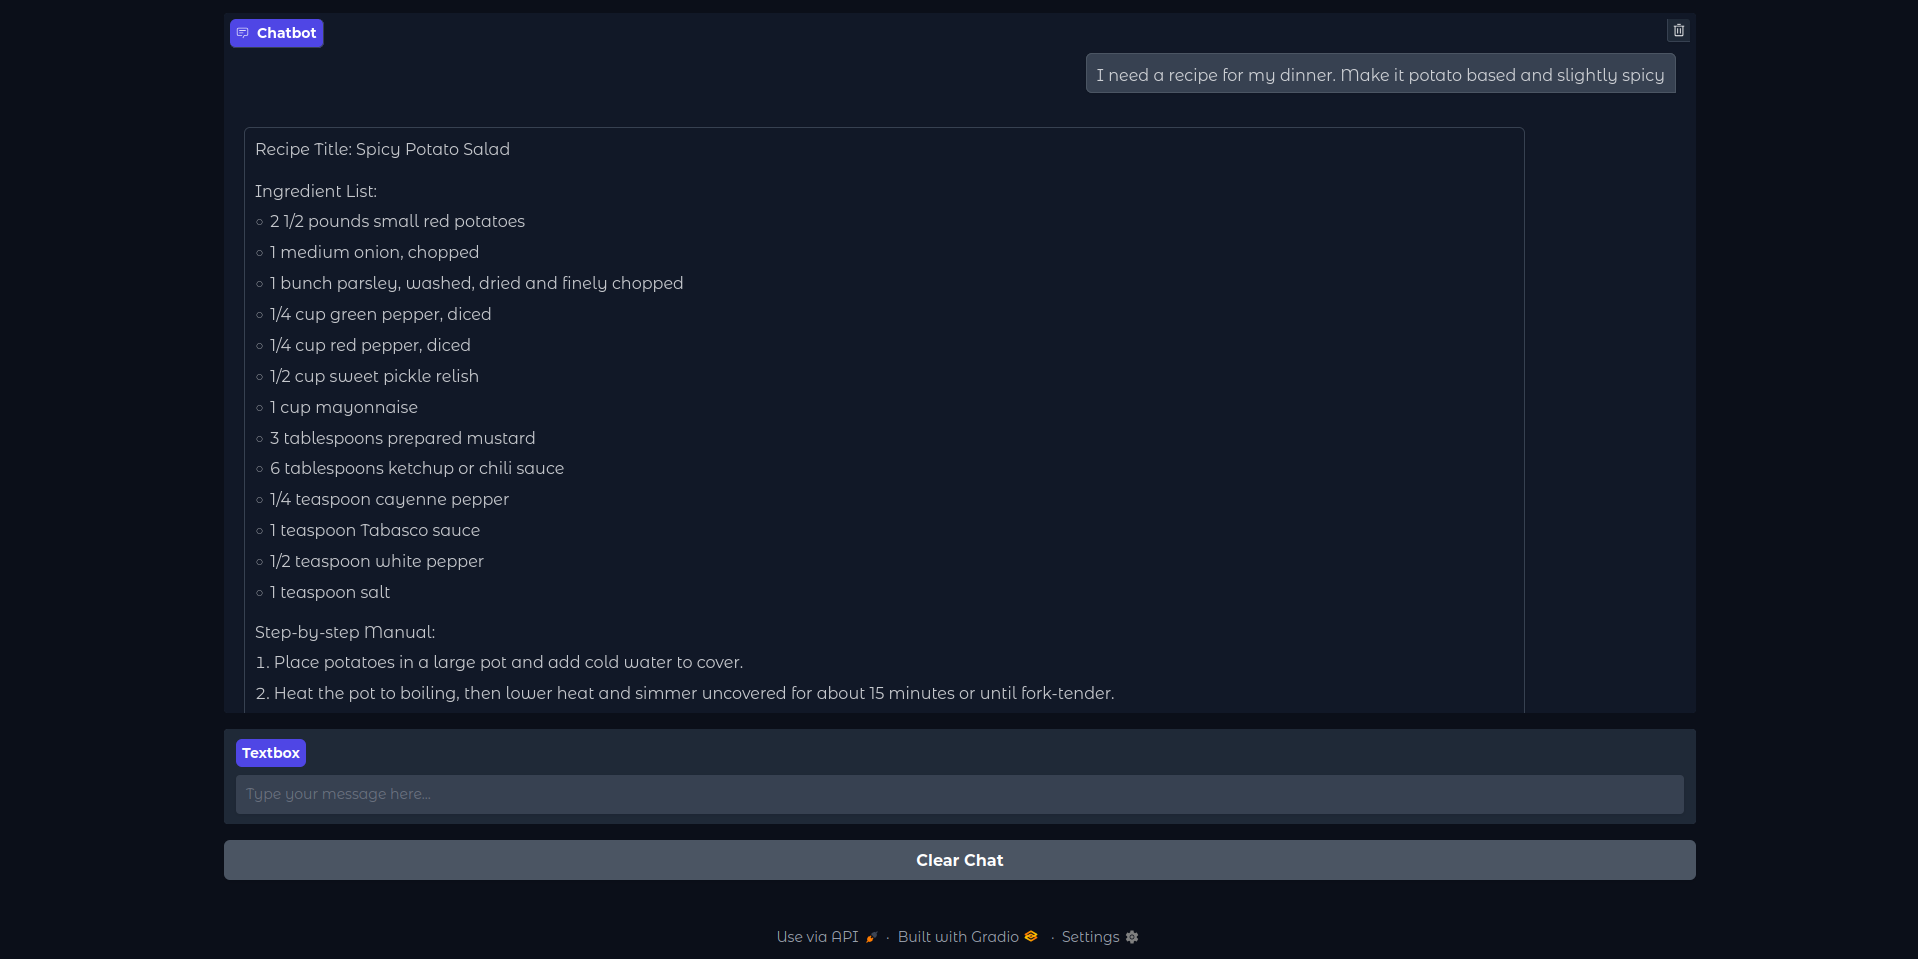 Chatbot
I need a recipe for my dinner. Make it potato based and slightly spicy
Recipe Title: Spicy Potato Salad
Ingredient List:
2 1/2 pounds small red potatoes
1 medium onion, chopped
1 bunch parsley, washed, dried and finely chopped
1/4 cup green pepper, diced
1/4 cup red pepper, diced
1/2 cup sweet pickle relish
1 cup mayonnaise
3 tablespoons prepared mustard
6 tablespoons ketchup or chili sauce
1/4 teaspoon cayenne pepper
1 teaspoon Tabasco sauce
1/2 teaspoon white pepper
1 teaspoon salt
Step-by-step Manual:
1. Place potatoes in a large pot and add cold water to cover.
2. Heat the pot to boiling, then lower heat and simmer uncovered for about 15 minutes or until fork-tender.
Textbox
Type your message here...
Clear Chat
Use via API · Built with Gradio · Settings